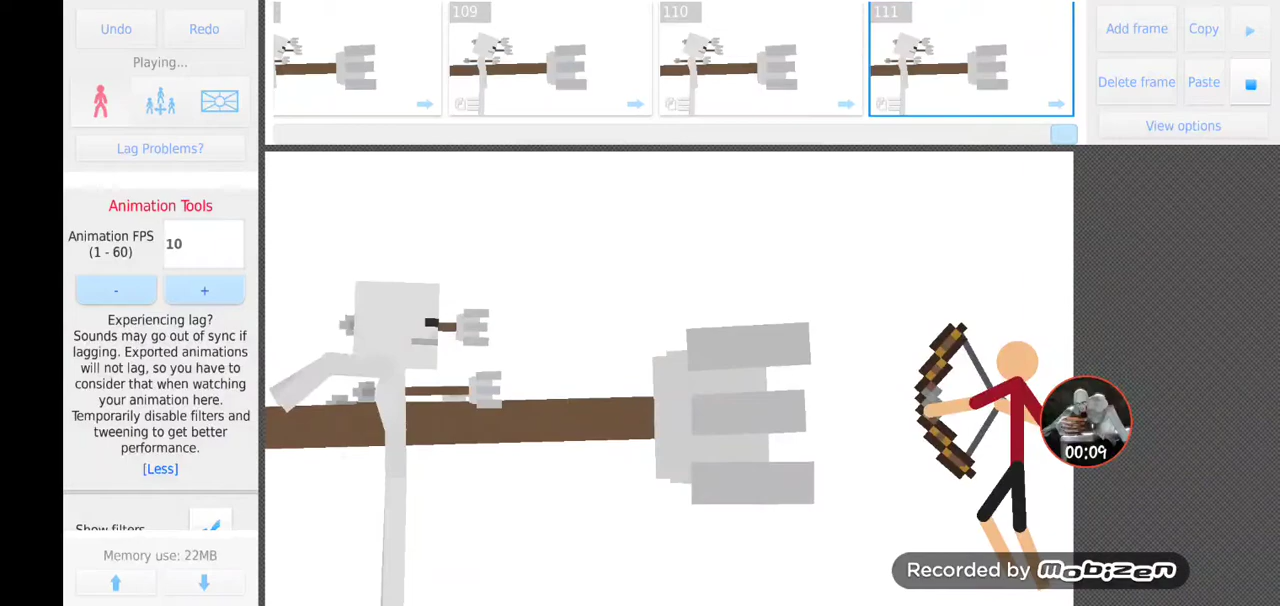 Undo
Redo
Playing...
Lag Problems?
Animation Tools
Animation FPS
(1 - 60)
10
-
+
Experiencing lag?
Sounds may go out of sync if
lagging. Exported animations
will not lag, so you have to
consider that when watching
your animation here.
Temporarily disable filters and
tweening to get better
performance.
[Less]
Show filters
Memory use: 22MB
109
110
111
Add frame
Copy
Delete frame
Paste
View options
00:09
Recorded by mobizen